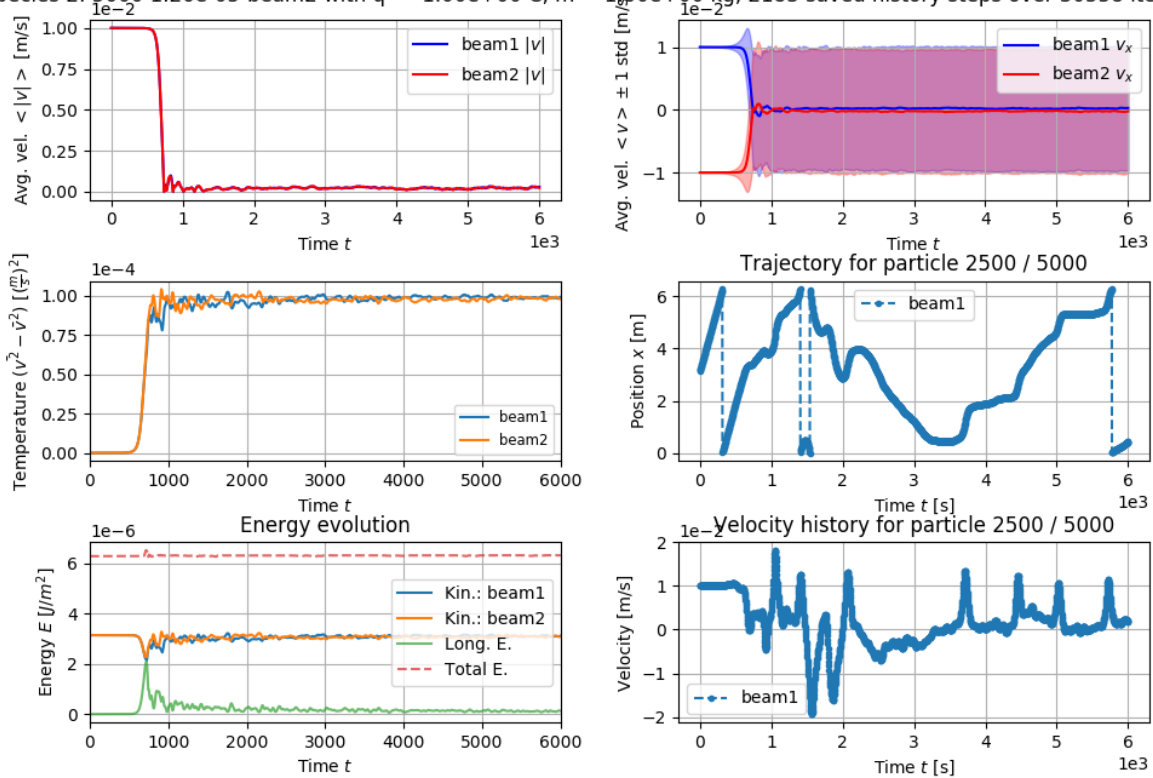 beam2 with q
1e−2
1e−2
1.00
0.75
0.50
0.25
0.00
Avg. vel. < |v| > [m/s]
beam1 |v|
beam2 |v|
0 1 2 3 4 5 6
Time t
1e3
1
0
−1
Avg. vel. < v > ± 1 std [m/s]
beam1 v_x
beam2 v_x
0 1 2 3 4 5 6
Time t
1e3
1e−4
1.00
0.75
0.50
0.25
0.00
beam1
beam2
0 1000 2000 3000 4000 5000 6000
Time t
Trajectory for particle 2500 / 5000
6
4
2
0
Position x [m]
beam1
0 1 2 3 4 5 6
Time t [s]
1e3
Energy evolution
1e−6
6
4
2
0
Energy E [J/m²]
Kin.: beam1
Kin.: beam2
Long. E.
Total E.
0 1000 2000 3000 4000 5000 6000
Time t
Velocity history for particle 2500 / 5000
2
1
0
−1
−2
Velocity [m/s]
beam1
0 1 2 3 4 5 6
Time t [s]
1e3